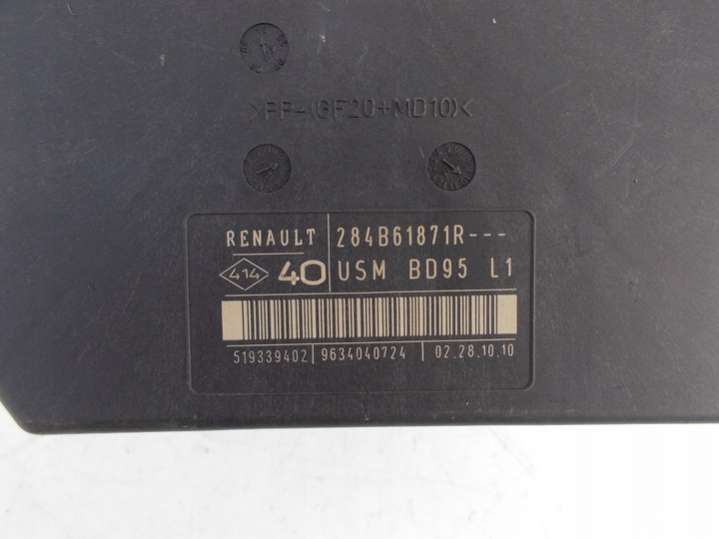 >PP-(GF20+MD10)<
RENAULT 284B61871R---
414 40 USM BD95 L1
519339402 9634040724 02.28.10.10